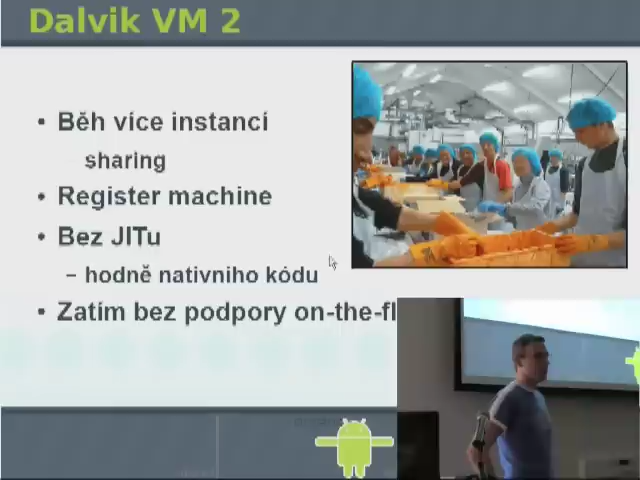 Dalvik VM 2
• Běh více instancí
sharing
• Register machine
• Bez JITu
– hodně nativniho kódu
• Zatím bez podpory on-the-fl